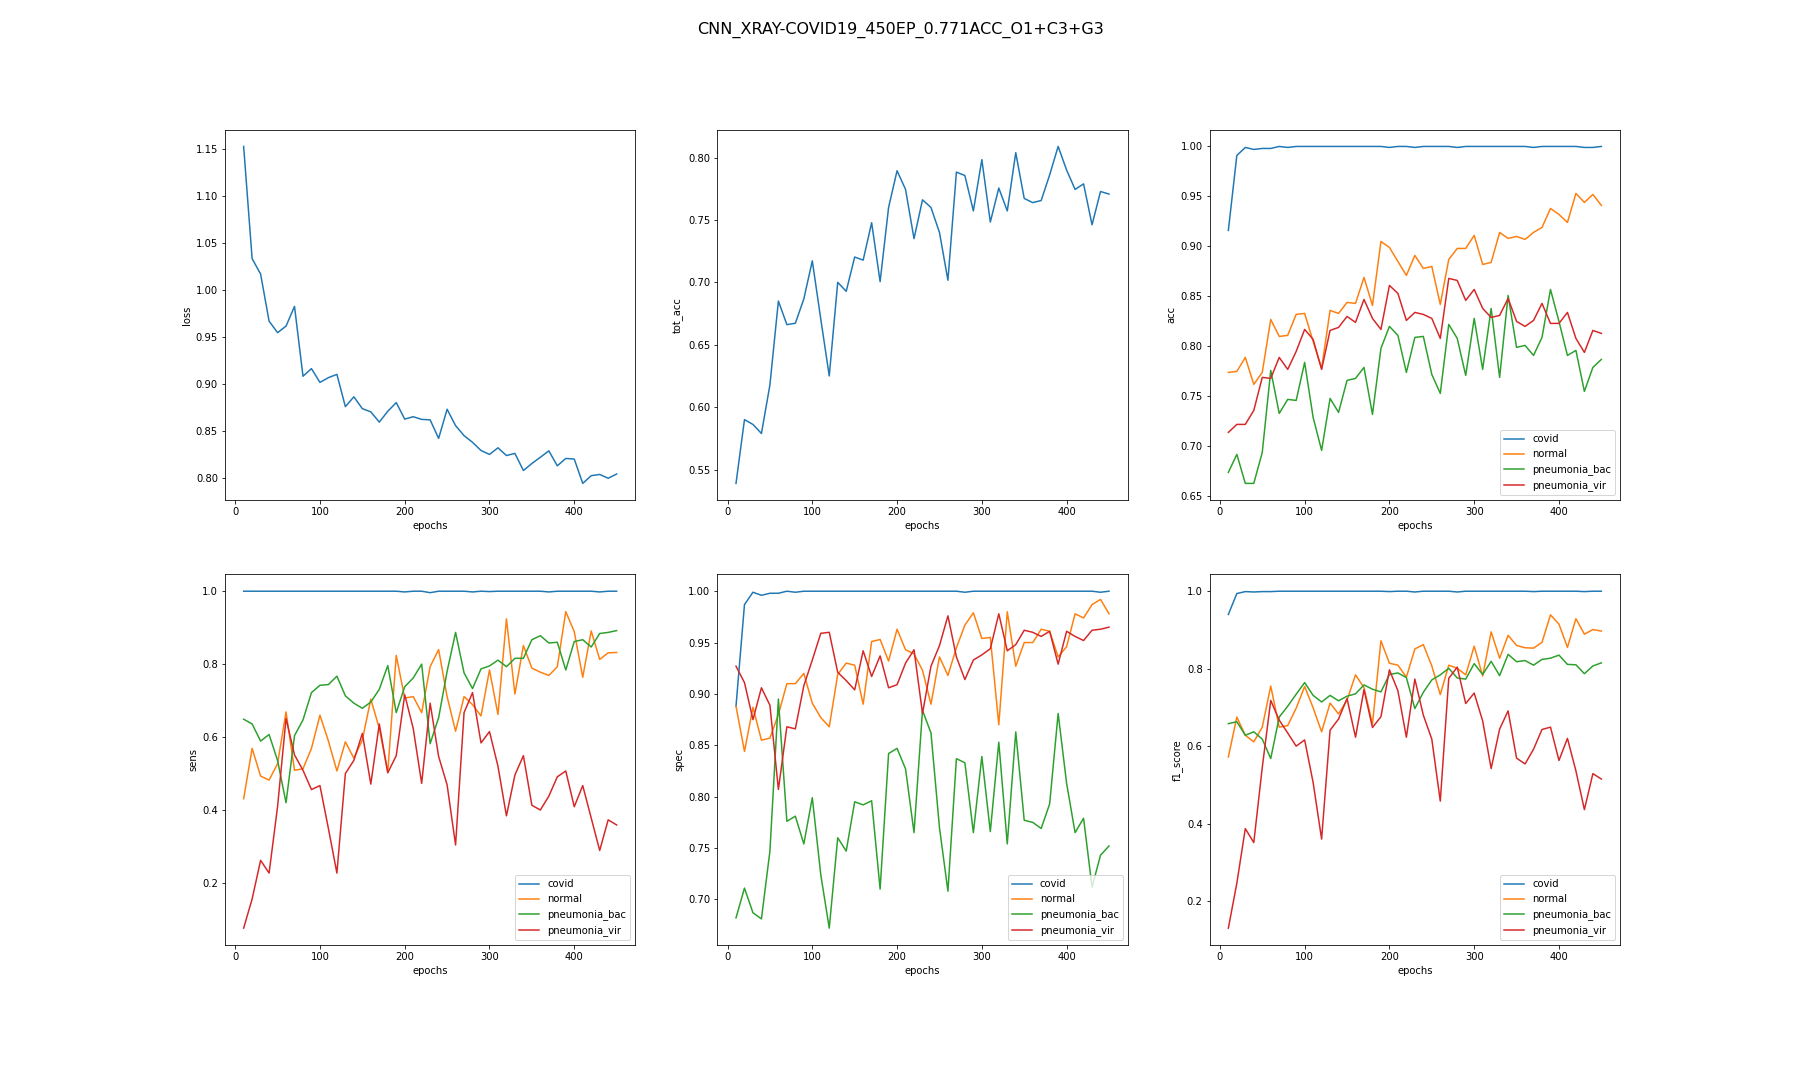 CNN_XRAY-COVID19_450EP_0.771ACC_O1+C3+G3
loss
1.15
1.10
1.05
1.00
0.95
0.90
0.85
0.80
0 100 200 300 400
epochs
tot_acc
0.80
0.75
0.70
0.65
0.60
0.55
0 100 200 300 400
epochs
acc
1.00
0.95
0.90
0.85
0.80
0.75
0.70
0.65
covid
normal
pneumonia_bac
pneumonia_vir
0 100 200 300 400
epochs
sens
1.0
0.8
0.6
0.4
0.2
covid
normal
pneumonia_bac
pneumonia_vir
0 100 200 300 400
epochs
spec
1.00
0.95
0.90
0.85
0.80
0.75
0.70
covid
normal
pneumonia_bac
pneumonia_vir
0 100 200 300 400
epochs
f1_score
1.0
0.8
0.6
0.4
0.2
covid
normal
pneumonia_bac
pneumonia_vir
0 100 200 300 400
epochs